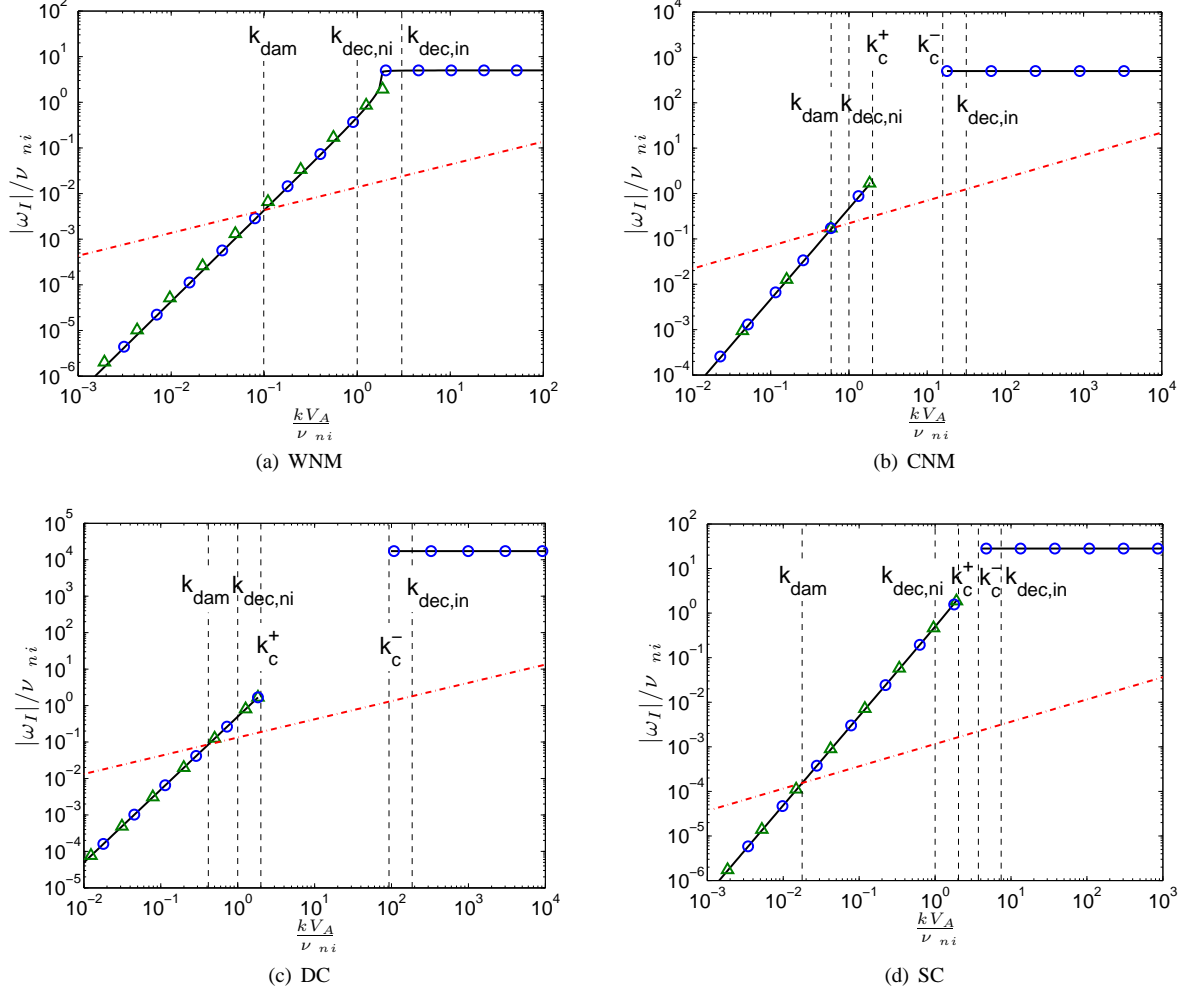 10^2
10^1
10^0
10^-1
10^-2
10^-3
10^-4
10^-5
10^-6
|ω_I|/ν_ni
k_dam
k_dec,ni
k_dec,in
10^-3
10^-2
10^-1
10^0
10^1
10^2
kV_A
ν_ni
(a) WNM
10^4
10^3
10^2
10^1
10^0
10^-1
10^-2
10^-3
10^-4
|ω_I|/ν_ni
k_c^+
k_c^-
k_dam
k_dec,ni
k_dec,in
10^-2
10^-1
10^0
10^1
10^2
10^3
10^4
kV_A
ν_ni
(b) CNM
10^5
10^4
10^3
10^2
10^1
10^0
10^-1
10^-2
10^-3
10^-4
10^-5
|ω_I|/ν_ni
k_dam
k_dec,ni
k_dec,in
k_c^+
k_c^-
10^-2
10^-1
10^0
10^1
10^2
10^3
10^4
kV_A
ν_ni
(c) DC
10^2
10^1
10^0
10^-1
10^-2
10^-3
10^-4
10^-5
10^-6
|ω_I|/ν_ni
k_dam
k_dec,ni
k_c^+
k_c^-
k_dec,in
10^-3
10^-2
10^-1
10^0
10^1
10^2
10^3
kV_A
ν_ni
(d) SC